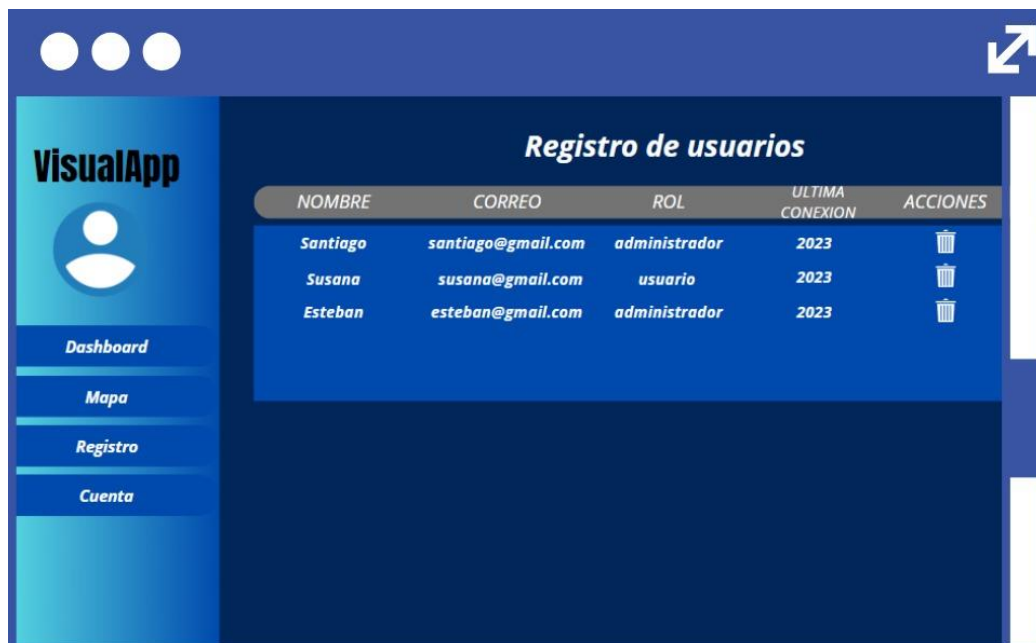 VisualApp
Dashboard
Mapa
Registro
Cuenta
Registro de usuarios
NOMBRE CORREO ROL ULTIMA CONEXION ACCIONES
Santiago santiago@gmail.com administrador 2023
Susana susana@gmail.com usuario 2023
Esteban esteban@gmail.com administrador 2023